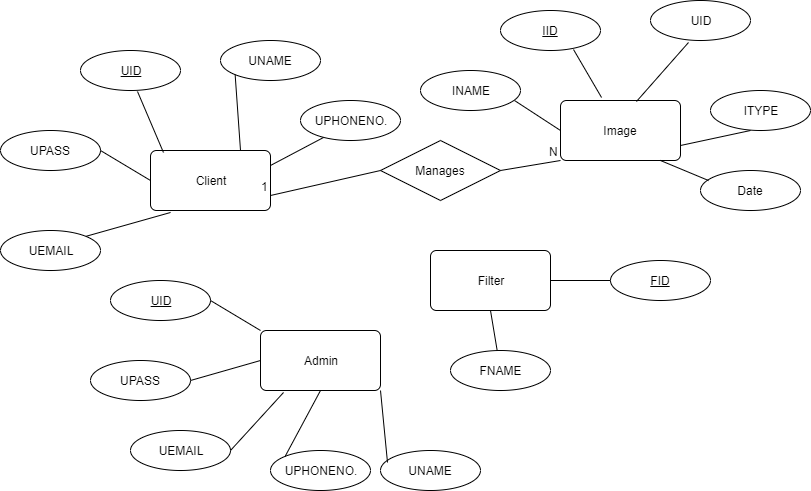 IID
UID
UNAME
UID
INAME
ITYPE
UPHONENO.
Image
UPASS
N
Manages
Client
1
Date
UEMAIL
Filter
FID
UID
Admin
FNAME
UPASS
UEMAIL
UPHONENO.
UNAME